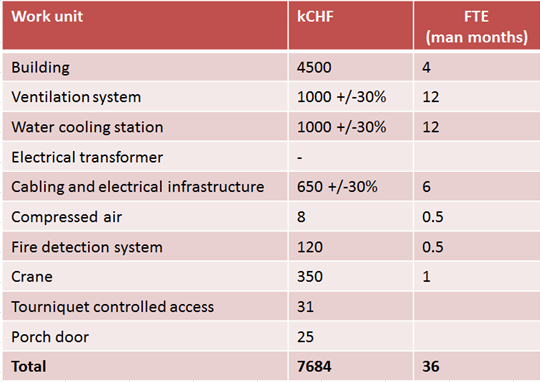 Work unit kCHF FTE
(man months)
Building 4500 4
Ventilation system 1000 +/-30% 12
Water cooling station 1000 +/-30% 12
Electrical transformer -
Cabling and electrical infrastructure 650 +/-30% 6
Compressed air 8 0.5
Fire detection system 120 0.5
Crane 350 1
Tourniquet controlled access 31
Porch door 25
Total 7684 36